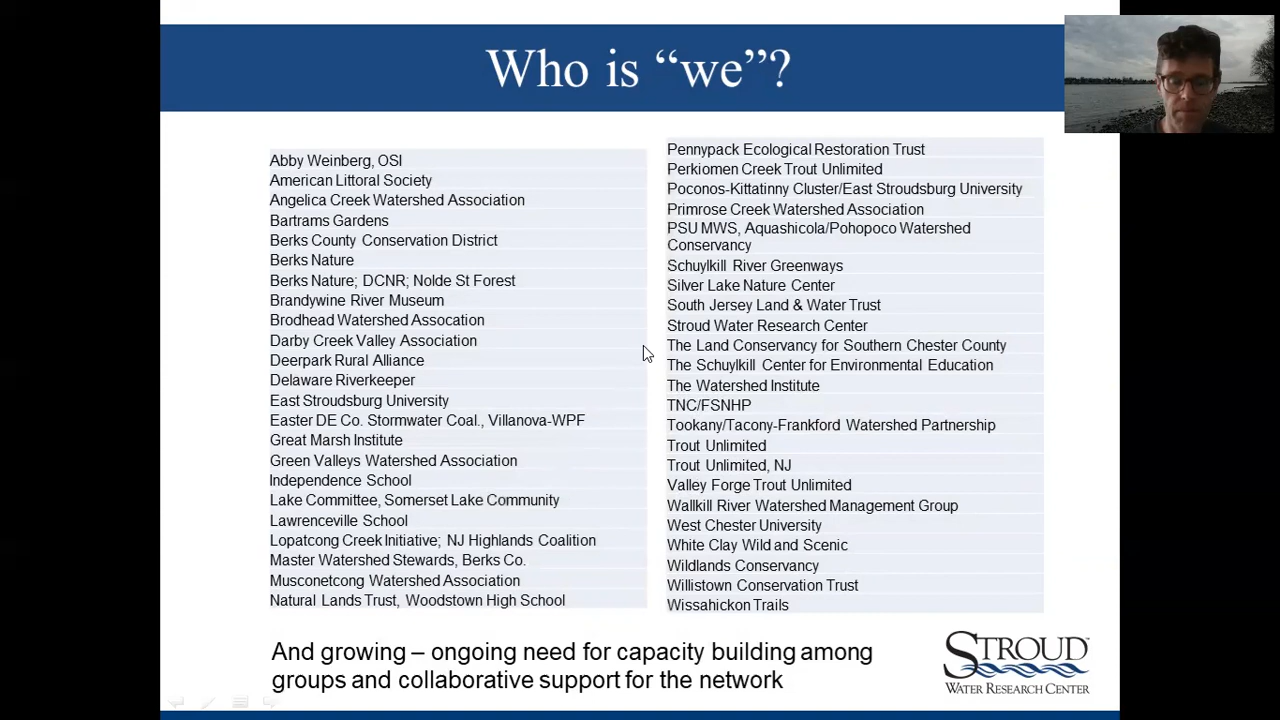 Who is “we”?
Abby Weinberg, OSI
American Littoral Society
Angelica Creek Watershed Association
Bartrams Gardens
Berks County Conservation District
Berks Nature
Berks Nature; DCNR; Nolde St Forest
Brandywine River Museum
Brodhead Watershed Assocation
Darby Creek Valley Association
Deerpark Rural Alliance
Delaware Riverkeeper
East Stroudsburg University
Easter DE Co. Stormwater Coal., Villanova-WPF
Great Marsh Institute
Green Valleys Watershed Association
Independence School
Lake Committee, Somerset Lake Community
Lawrenceville School
Lopatcong Creek Initiative; NJ Highlands Coalition
Master Watershed Stewards, Berks Co.
Musconetcong Watershed Association
Natural Lands Trust, Woodstown High School
Pennypack Ecological Restoration Trust
Perkiomen Creek Trout Unlimited
Poconos-Kittatinny Cluster/East Stroudsburg University
Primrose Creek Watershed Association
PSU MWS, Aquashicola/Pohopoco Watershed
Conservancy
Schuylkill River Greenways
Silver Lake Nature Center
South Jersey Land & Water Trust
Stroud Water Research Center
The Land Conservancy for Southern Chester County
The Schuylkill Center for Environmental Education
The Watershed Institute
TNC/FSNHP
Tookany/Tacony-Frankford Watershed Partnership
Trout Unlimited
Trout Unlimited, NJ
Valley Forge Trout Unlimited
Wallkill River Watershed Management Group
West Chester University
White Clay Wild and Scenic
Wildlands Conservancy
Willistown Conservation Trust
Wissahickon Trails
And growing – ongoing need for capacity building among
groups and collaborative support for the network
STROUD™
WATER RESEARCH CENTER